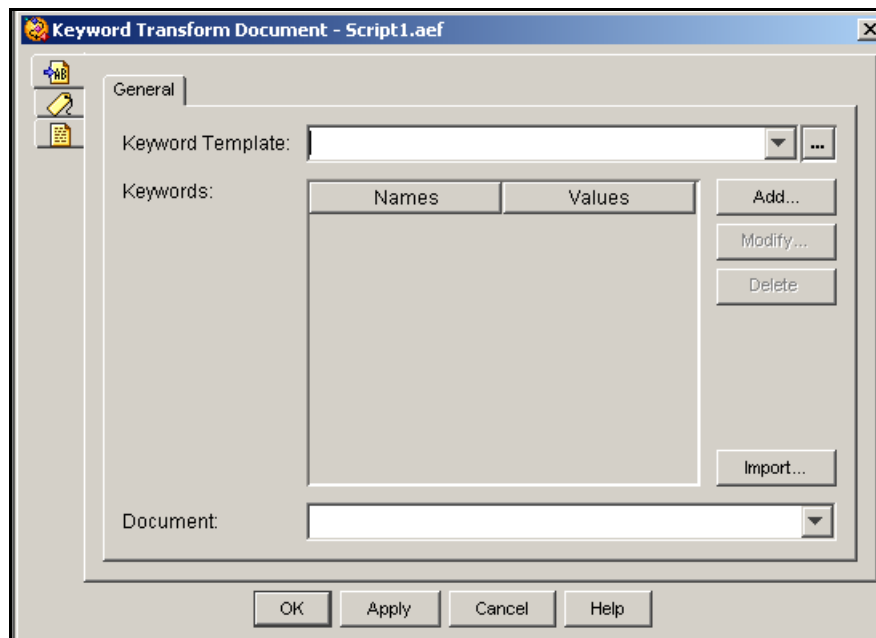 Keyword Transform Document - Script1.aef
General
Keyword Template:
...
Keywords:
Names Values
Add...
Modify...
Delete
Import...
Document:
OK Apply Cancel Help